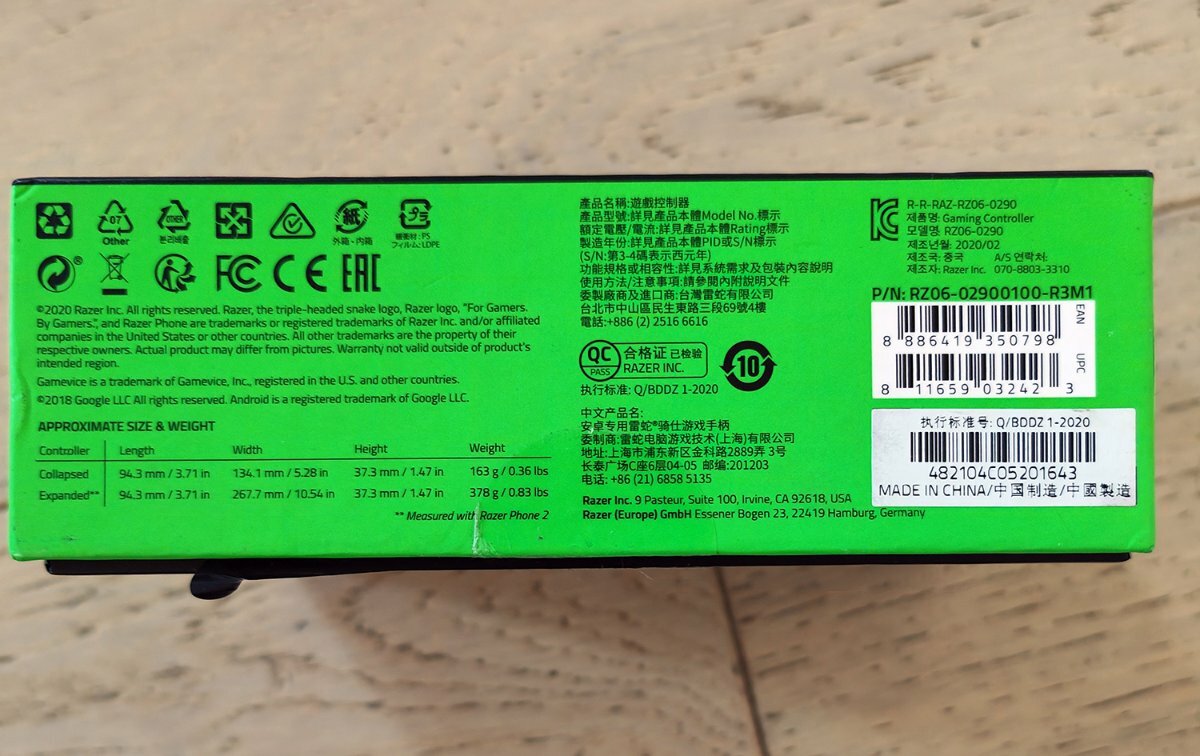 07
Other
OTHER
분리배출
紙
外箱・内箱
緩衝材: PS
フィルム: LDPE
®
FC CE EAC
©2020 Razer Inc. All rights reserved. Razer, the triple-headed snake logo, Razer logo, "For Gamers.
By Gamers.", and Razer Phone are trademarks or registered trademarks of Razer Inc. and/or affiliated
companies in the United States or other countries. All other trademarks are the property of their
respective owners. Actual product may differ from pictures. Warranty not valid outside of product's
intended region.
Gamevice is a trademark of Gamevice, Inc., registered in the U.S. and other countries.
©2018 Google LLC All rights reserved. Android is a registered trademark of Google LLC.
APPROXIMATE SIZE & WEIGHT
Controller Length Width Height Weight
Collapsed 94.3 mm / 3.71 in 134.1 mm / 5.28 in 37.3 mm / 1.47 in 163 g / 0.36 lbs
Expanded** 94.3 mm / 3.71 in 267.7 mm / 10.54 in 37.3 mm / 1.47 in 378 g / 0.83 lbs
** Measured with Razer Phone 2
產品名稱:遊戲控制器
產品型號:詳見產品本體Model No.標示
額定電壓/電流:詳見產品本體Rating標示
製造年份:詳見產品本體PID或S/N標示
(S/N:第3-4碼表示西元年)
功能規格或相容性:詳見系統需求及包裝內容說明
使用方法/注意事項:請參閱內附說明文件
委製廠商及進口商:台灣雷蛇有限公司
台北市中山區民生東路三段69號4樓
電話:+886 (2) 2516 6616
QC
PASS
合格证 已检验
RAZER INC.
10
执行标准: Q/BDDZ 1-2020
中文产品名:
安卓专用雷蛇®骑仕游戏手柄
委制商: 雷蛇电脑游戏技术(上海)有限公司
地址:上海市浦东新区金科路2889弄 3号
长泰广场C座6层04-05 邮编:201203
电话: +86 (21) 6858 5135
Razer Inc. 9 Pasteur, Suite 100, Irvine, CA 92618, USA
Razer (Europe) GmbH Essener Bogen 23, 22419 Hamburg, Germany
R-R-RAZ-RZ06-0290
제품명: Gaming Controller
모델명: RZ06-0290
제조년월: 2020/02
제조국: 중국 A/S 연락처:
제조자: Razer Inc. 070-8803-3310
P/N: RZ06-02900100-R3M1
EAN
8 886419 350798
UPC
8 11659 03242 3
执行标准号: Q/BDDZ 1-2020
482104C05201643
MADE IN CHINA/中国制造/中國製造